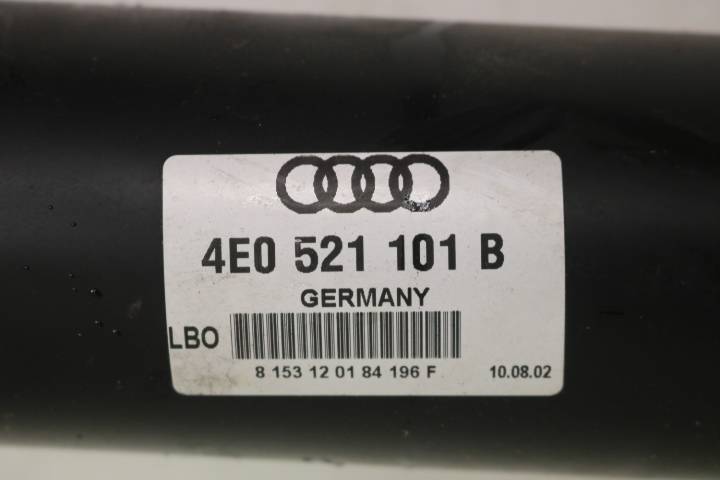 4E0 521 101 B
GERMANY
LBO
8 153 12 01 84 196 F 10.08.02